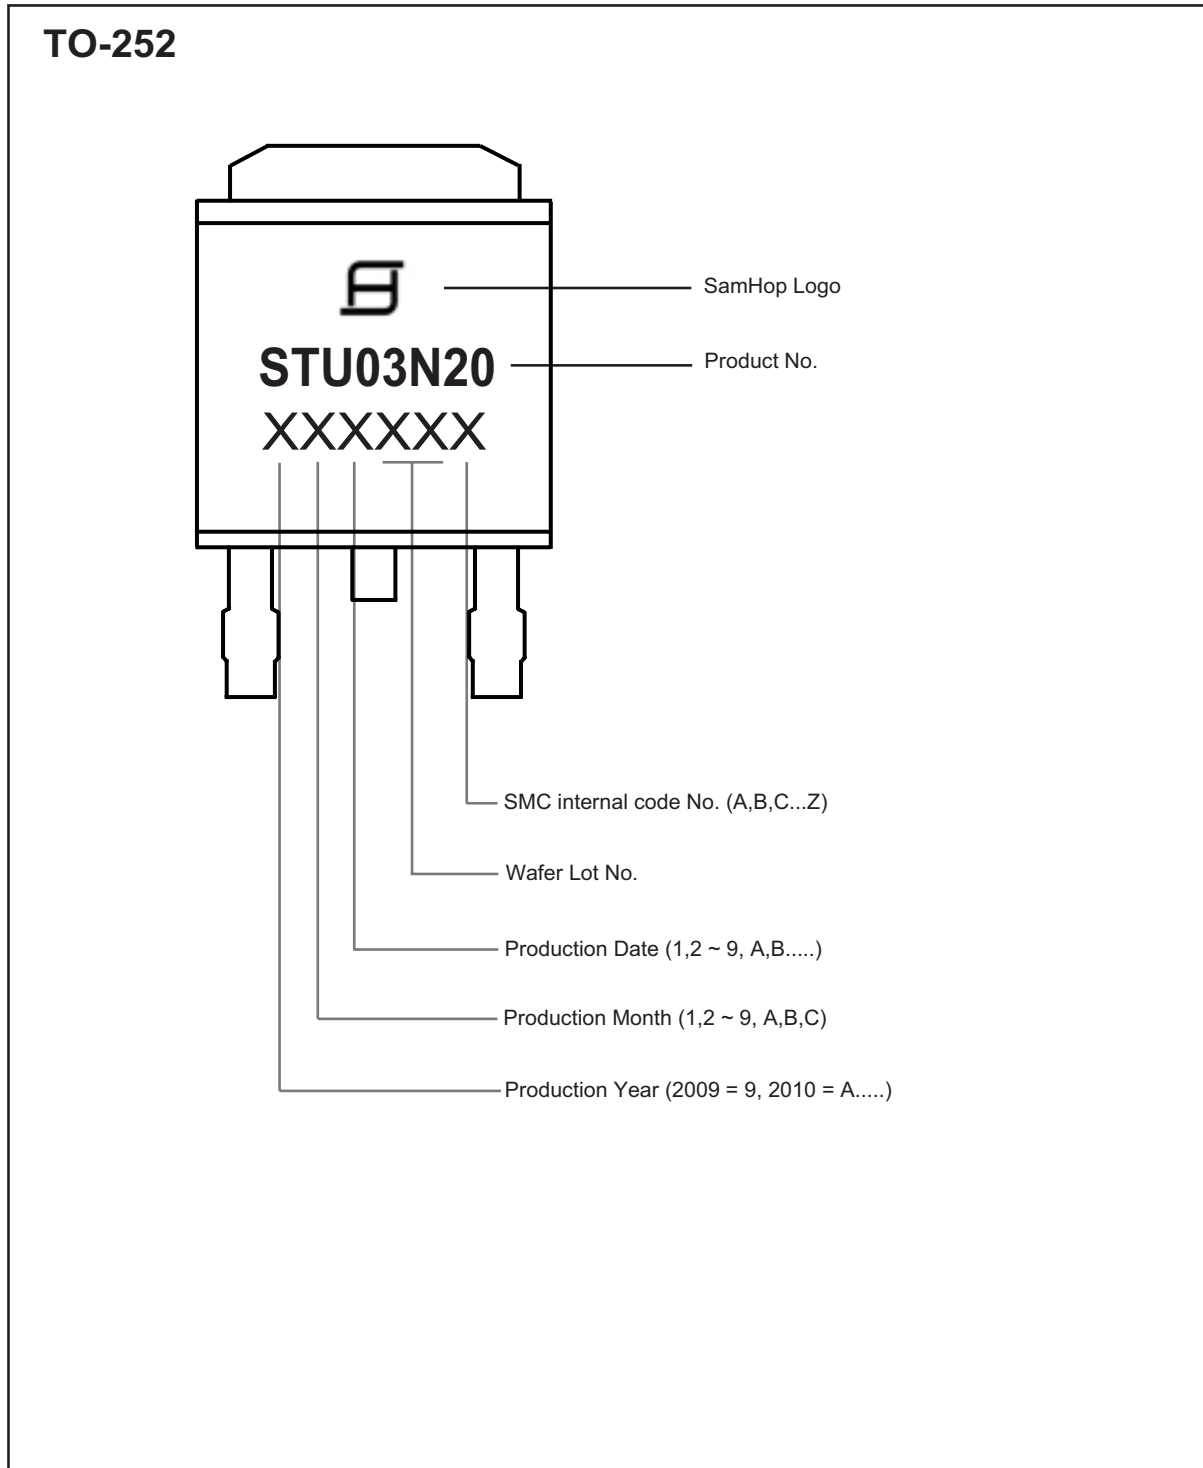 TO-252
SamHop Logo
STU03N20
Product No.
XXXXXX
SMC internal code No. (A,B,C...Z)
Wafer Lot No.
Production Date (1,2 ~ 9, A,B.....)
Production Month (1,2 ~ 9, A,B,C)
Production Year (2009 = 9, 2010 = A.....)